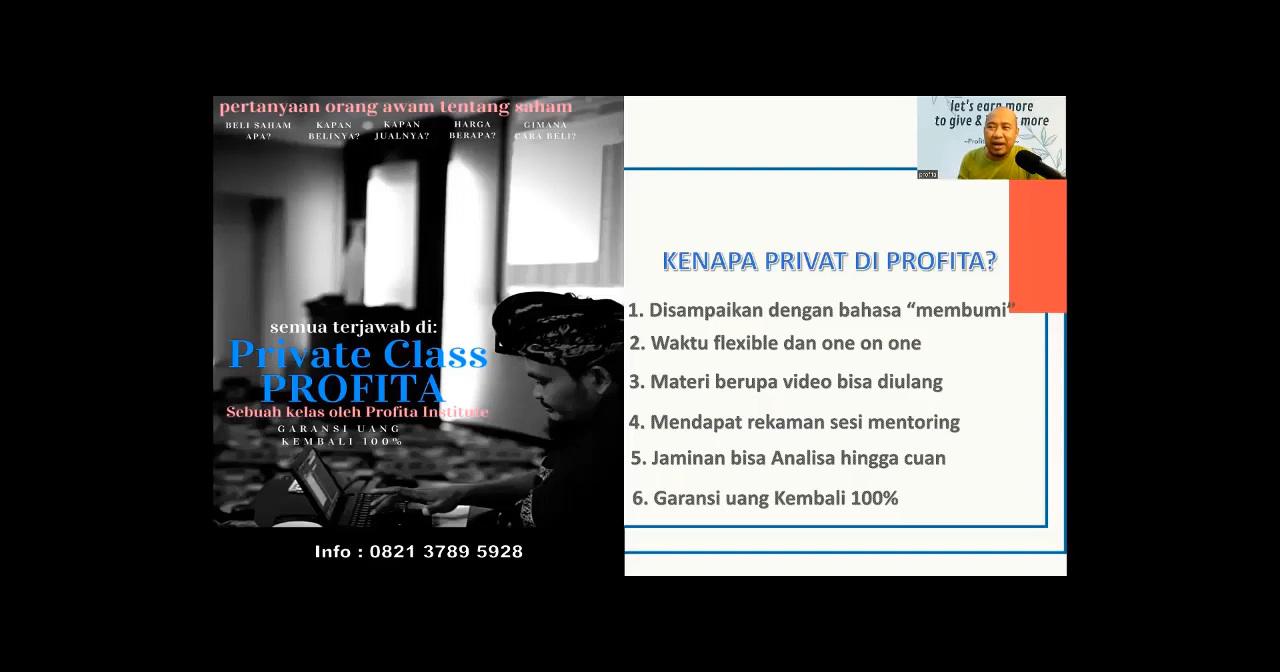 pertanyaan orang awam tentang saham
BELI SAHAM APA?
KAPAN BELINYA?
KAPAN JUALNYA?
HARGA BERAPA?
GIMANA CARA BELI?
semua terjawab di:
Private Class
PROFITA
Sebuah kelas oleh Profita Institute
GARANSI UANG
KEMBALI 100%
Info : 0821 3789 5928
let's earn more
to give & more
profita
KENAPA PRIVAT DI PROFITA?
1. Disampaikan dengan bahasa “membumi”
2. Waktu flexible dan one on one
3. Materi berupa video bisa diulang
4. Mendapat rekaman sesi mentoring
5. Jaminan bisa Analisa hingga cuan
6. Garansi uang Kembali 100%